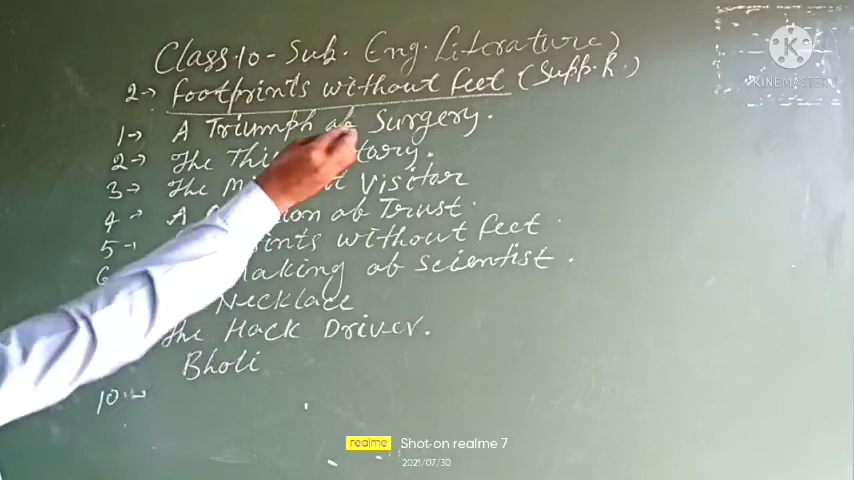 Class.10 - Sub. Eng. Literature)
2→ Footprints without Feet (Supp. R.)
1→ A Triumph of Surgery.
2→ The Thi tory.
3→ The Mi t Visitor
4→ A on of Trust.
5→ ints without feet
6 aking of Scientist.
Necklace
The Hack Driver.
Bholi
10.→
K
KINEMASTER
realme Shot on realme 7
2021/07/30